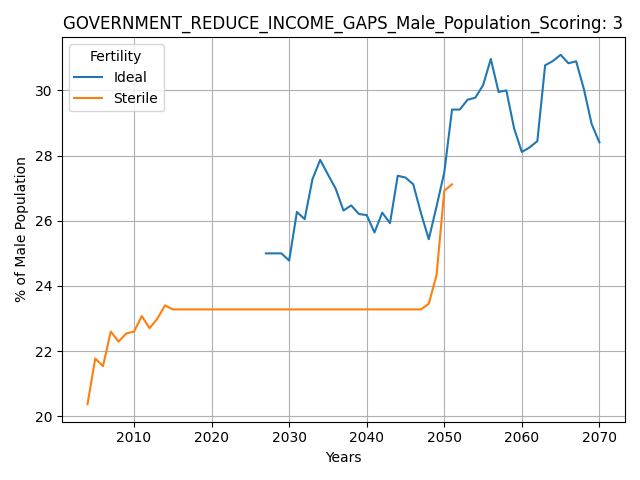 GOVERNMENT_REDUCE_INCOME_GAPS_Male_Population_Scoring: 3
Fertility
Ideal
Sterile
% of Male Population
30
28
26
24
22
20
2010 2020 2030 2040 2050 2060 2070
Years